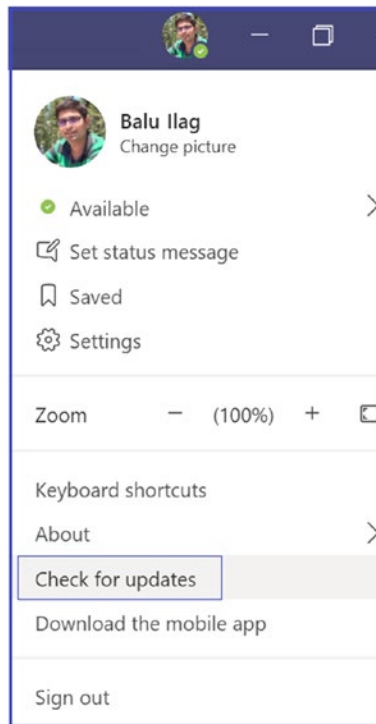 Balu Ilag
Change picture
Available
Set status message
Saved
Settings
Zoom – (100%) +
Keyboard shortcuts
About
Check for updates
Download the mobile app
Sign out